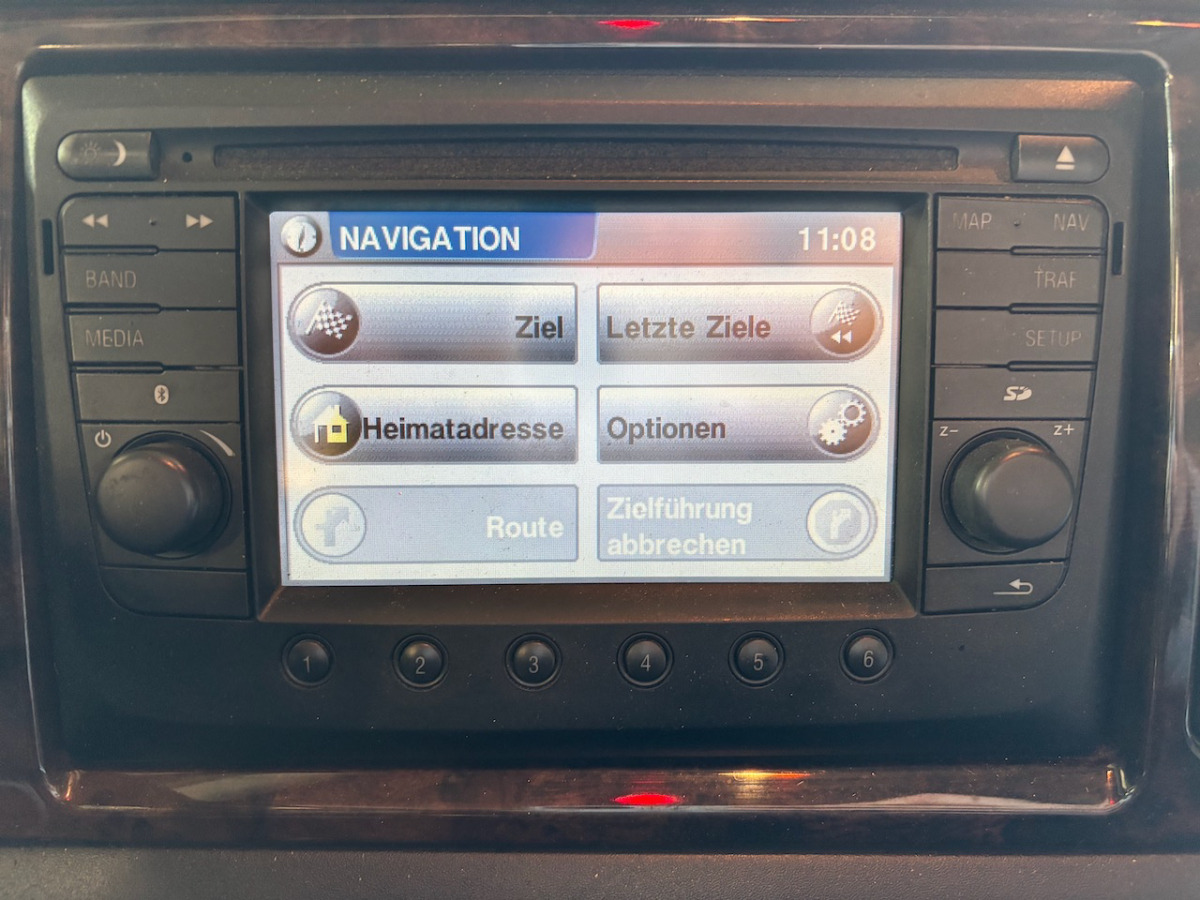 NAVIGATION 11:08
MAP NAV
BAND
TRAF
MEDIA
SETUP
Ziel
Letzte Ziele
Heimatadresse
Optionen
SD
z- z+
Route
Zielführung
abbrechen
1 2 3 4 5 6